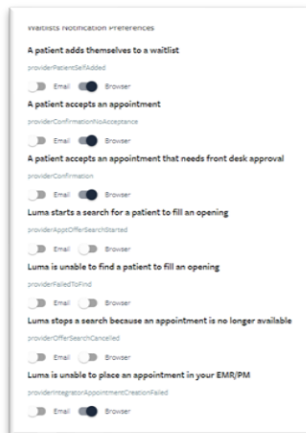 Waitlists Notification Preferences
A patient adds themselves to a waitlist
providerPatientSelfAdded
Email Browser
A patient accepts an appointment
providerConfirmationNoAcceptance
Email Browser
A patient accepts an appointment that needs front desk approval
providerConfirmation
Email Browser
Luma starts a search for a patient to fill an opening
providerApptOfferSearchStarted
Email Browser
Luma is unable to find a patient to fill an opening
providerFailedToFind
Email Browser
Luma stops a search because an appointment is no longer available
providerOfferSearchCancelled
Email Browser
Luma is unable to place an appointment in your EMR/PM
providerIntegratorAppointmentCreationFailed
Email Browser